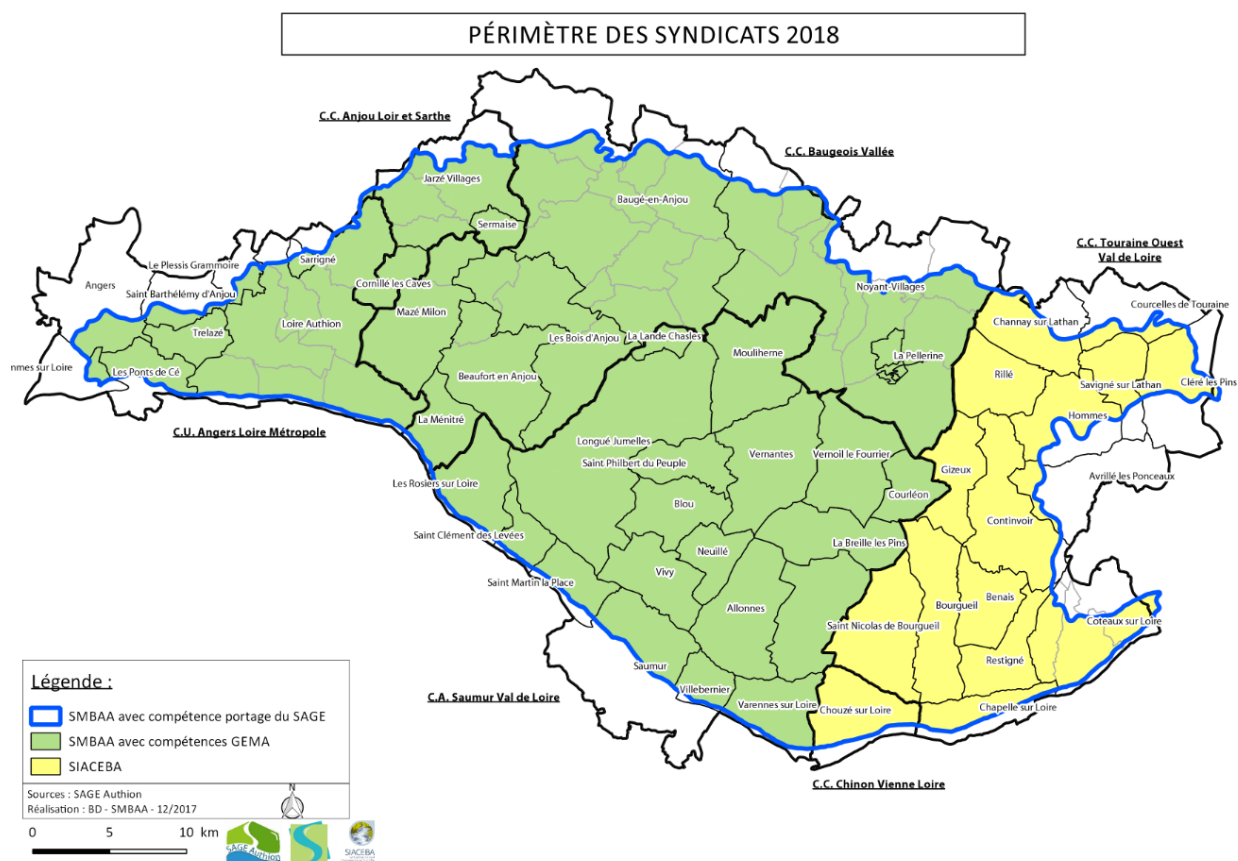 PÉRIMÈTRE DES SYNDICATS 2018
C.C. Anjou Loir et Sarthe
C.C. Baugeois Vallée
Jarzé Villages
Baugé-en-Anjou
Sermaise
C.C. Touraine Ouest
Val de Loire
Le Plessis Grammoire
Sarrigné
Angers
Saint Barthélémy d'Anjou
Cornillé les Caves
Noyant-Villages
Courcelles de Touraine
Mazé Milon
Channay sur Lathan
Trelazé
Loire Authion
Les Bois d'Anjou
La Lande Chasles
Mouliherne
La Pellerine
nmes sur Loire
Les Ponts de Cé
Beaufort en Anjou
Rillé
Savigné sur Lathan
Cléré les Pins
La Ménitré
Hommes
C.U. Angers Loire Métropole
Longué Jumelles
Vernantes
Vernoil le Fourrier
Gizeux
Saint Philbert du Peuple
Avrillé les Ponceaux
Les Rosiers sur Loire
Courléon
Blou
Continvoir
Saint Clément des Levées
La Breille les Pins
Neuillé
Vivy
Saint Martin la Place
Allonnes
Bourgueil
Benais
Saint Nicolas de Bourgueil
Coteaux sur Loire
Saumur
Restigné
Villebernier
C.A. Saumur Val de Loire
Varennes sur Loire
Chouzé sur Loire
Chapelle sur Loire
C.C. Chinon Vienne Loire
Légende :
SMBAA avec compétence portage du SAGE
SMBAA avec compétences GEMA
SIACEBA
Sources : SAGE Authion
Réalisation : BD - SMBAA - 12/2017
N
0 5 10 km
SAGE Authion
SIACEBA